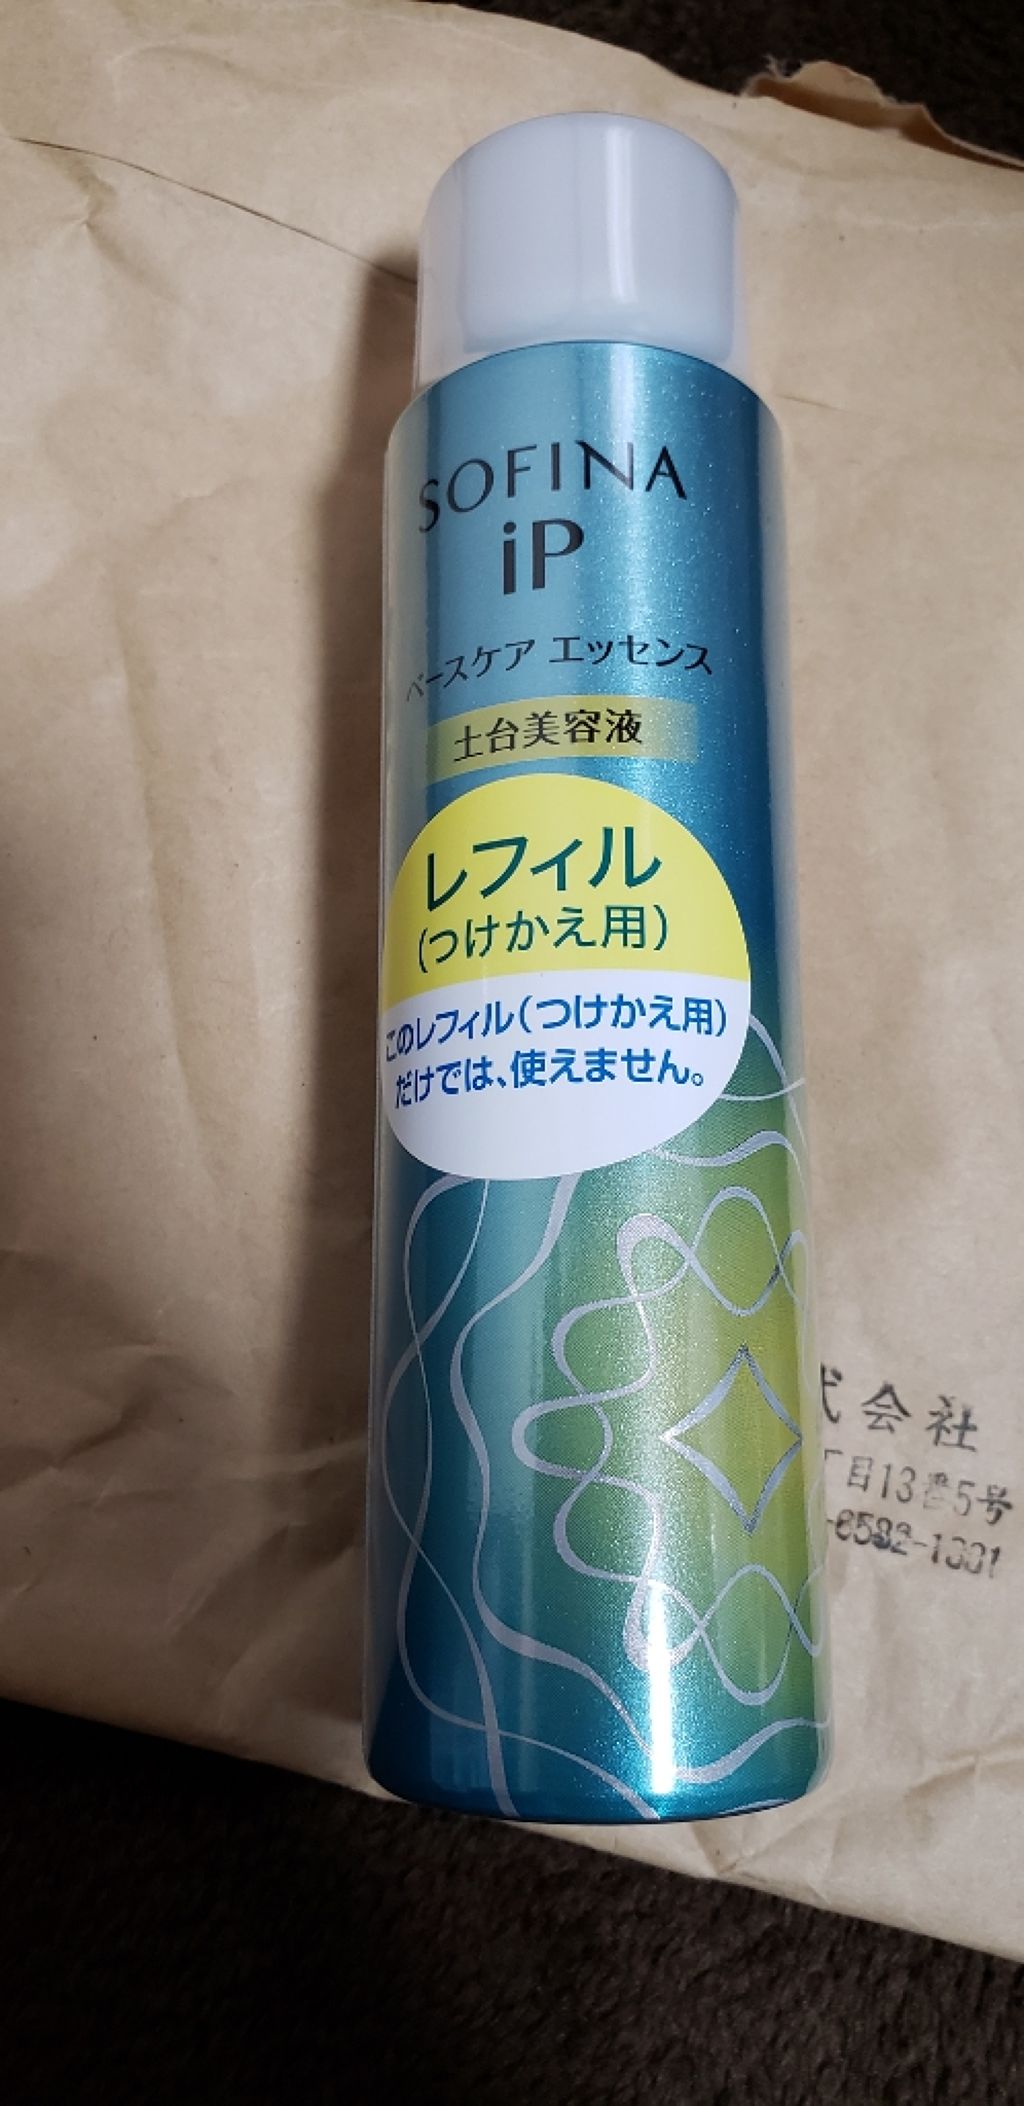 SOFINA
iP
ベースケア エッセンス
土台美容液
レフィル
(つけかえ用)
このレフィル(つけかえ用)
だけでは、使えません。
式会社
丁目13番5号
-6582-1301